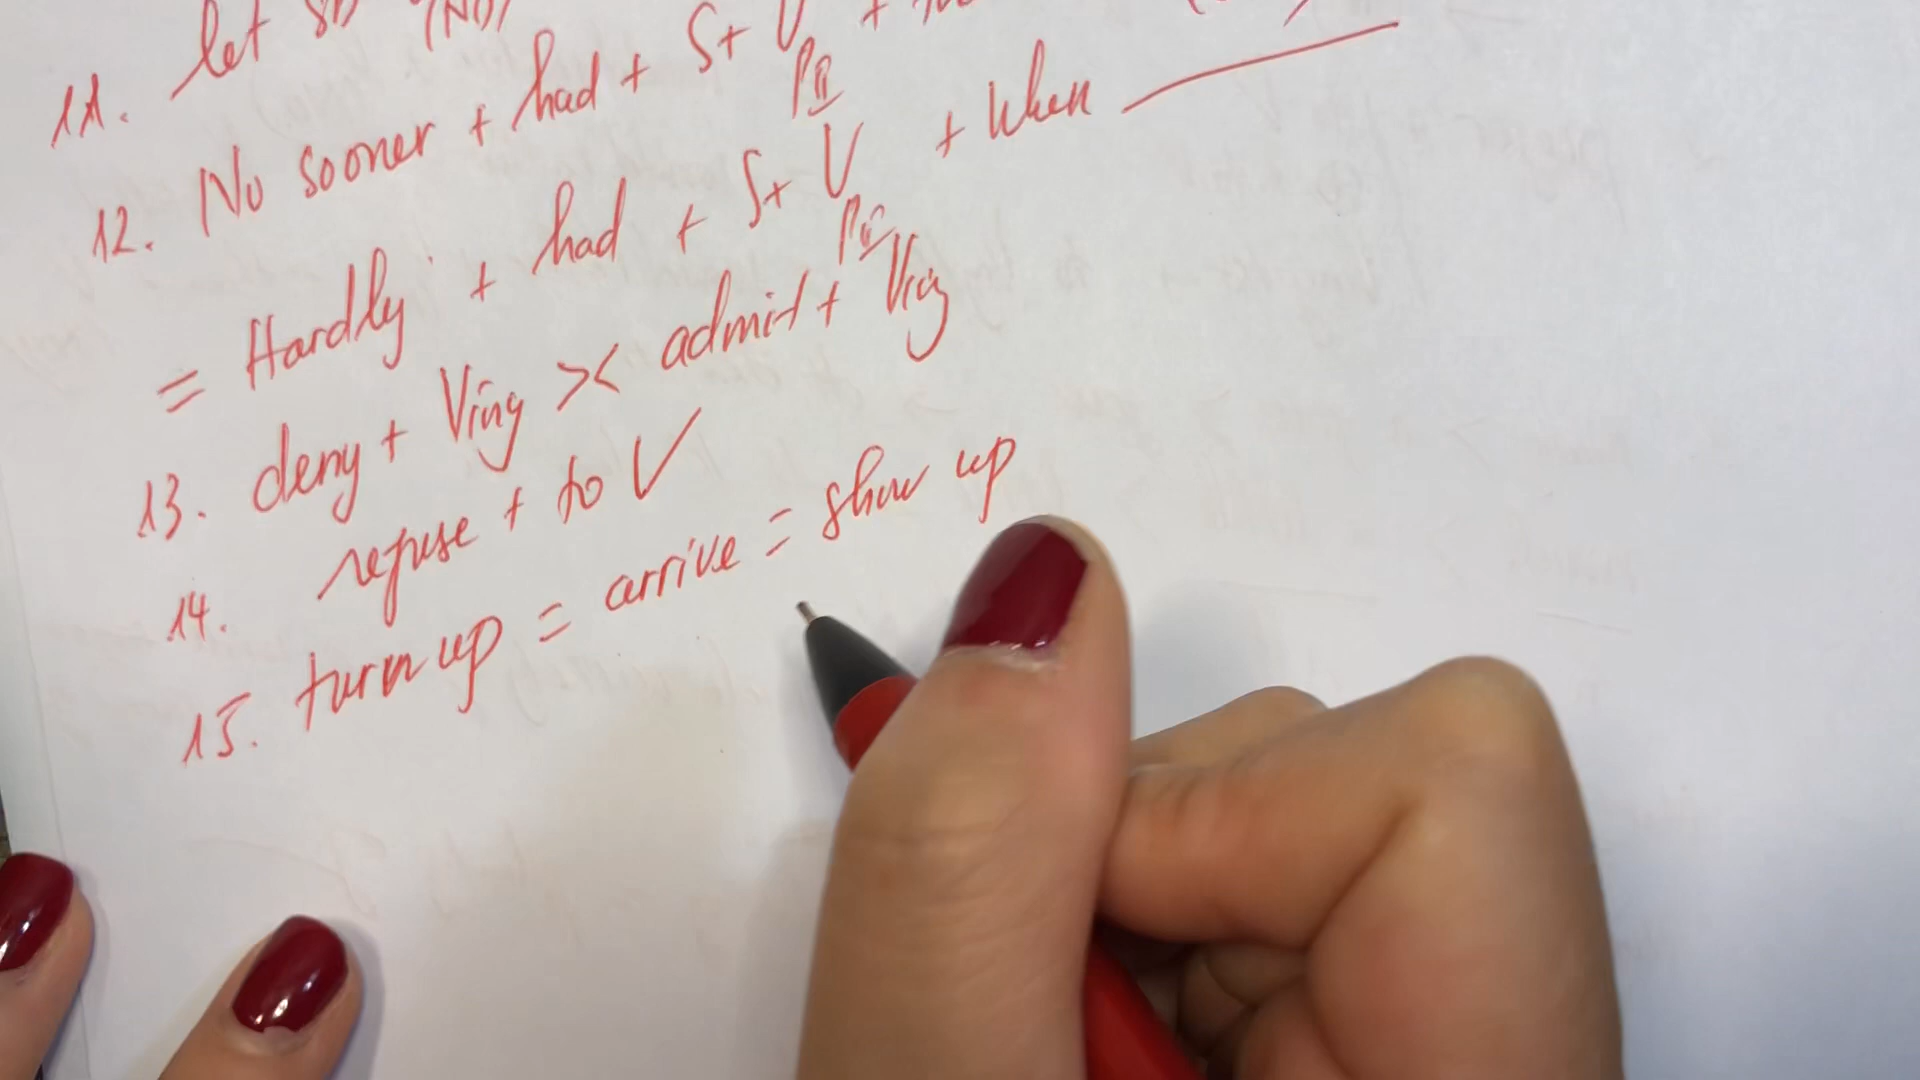 11. let sb
12. No sooner + had + S + V PII +
= Hardly + had + S + V PII + when
13. deny + Ving >< admit + Ving
14. refuse + to V
15. turn up = arrive = show up